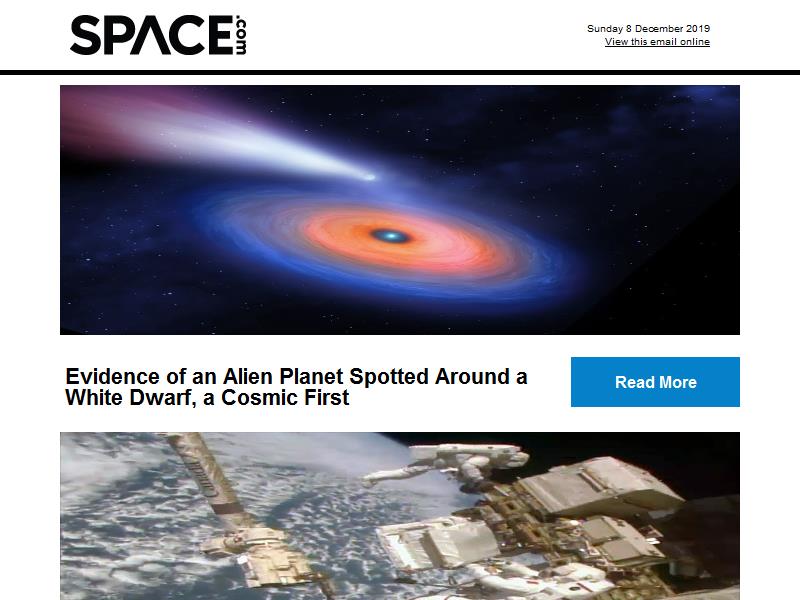 SPACE.com
Sunday 8 December 2019
View this email online
Evidence of an Alien Planet Spotted Around a
White Dwarf, a Cosmic First
Read More
Canada